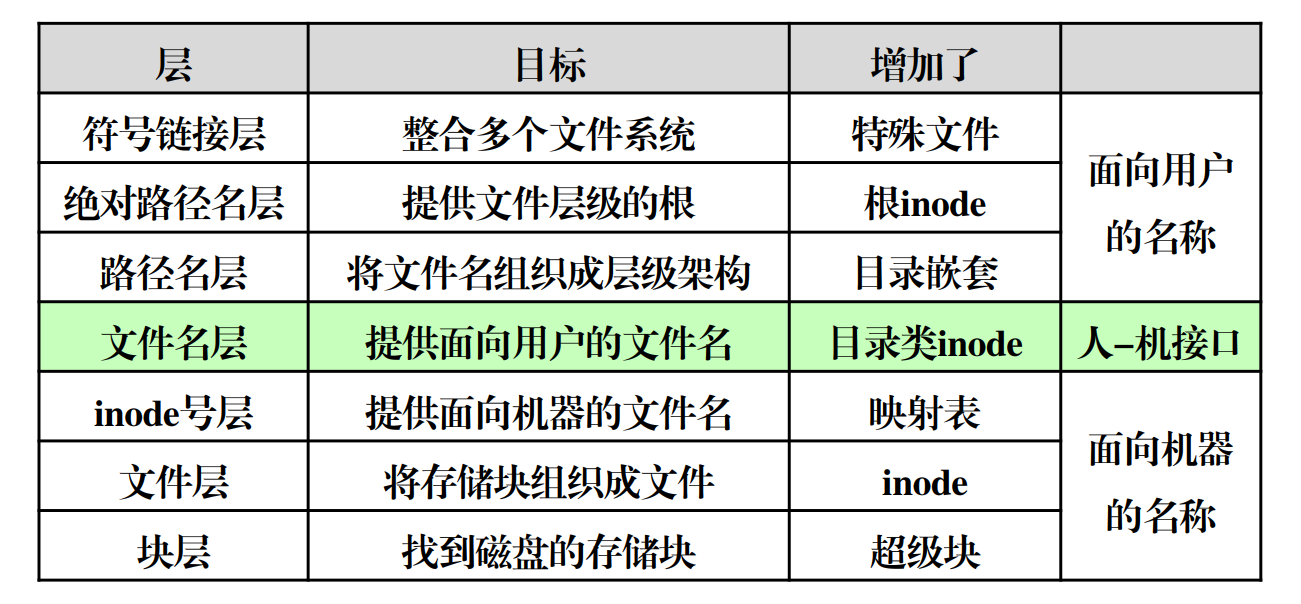 层 目标 增加了
符号链接层 整合多个文件系统 特殊文件
绝对路径名层 提供文件层级的根 根inode
路径名层 将文件名组织成层级架构 目录嵌套
面向用户
的名称
文件名层 提供面向用户的文件名 目录类inode 人–机接口
inode号层 提供面向机器的文件名 映射表
文件层 将存储块组织成文件 inode
块层 找到磁盘的存储块 超级块
面向机器
的名称